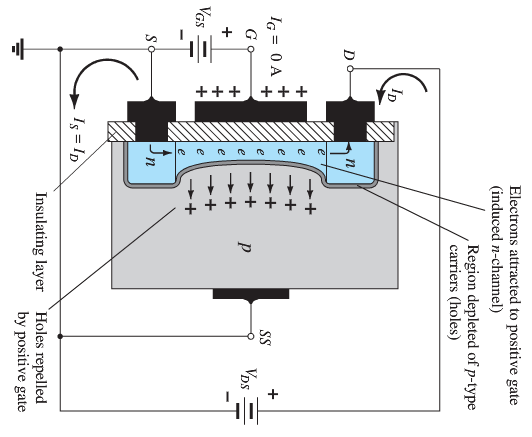 S
V_GS
−
+
G
I_G = 0 A
D
I_D
+ + + + + +
I_S = I_D
n
e e e e e e e e
n
+ + + + + + +
p
SS
V_DS
−
+
Electrons attracted to positive gate
(induced n-channel)
Region depleted of p-type
carriers (holes)
Insulating layer
Holes repelled
by positive gate